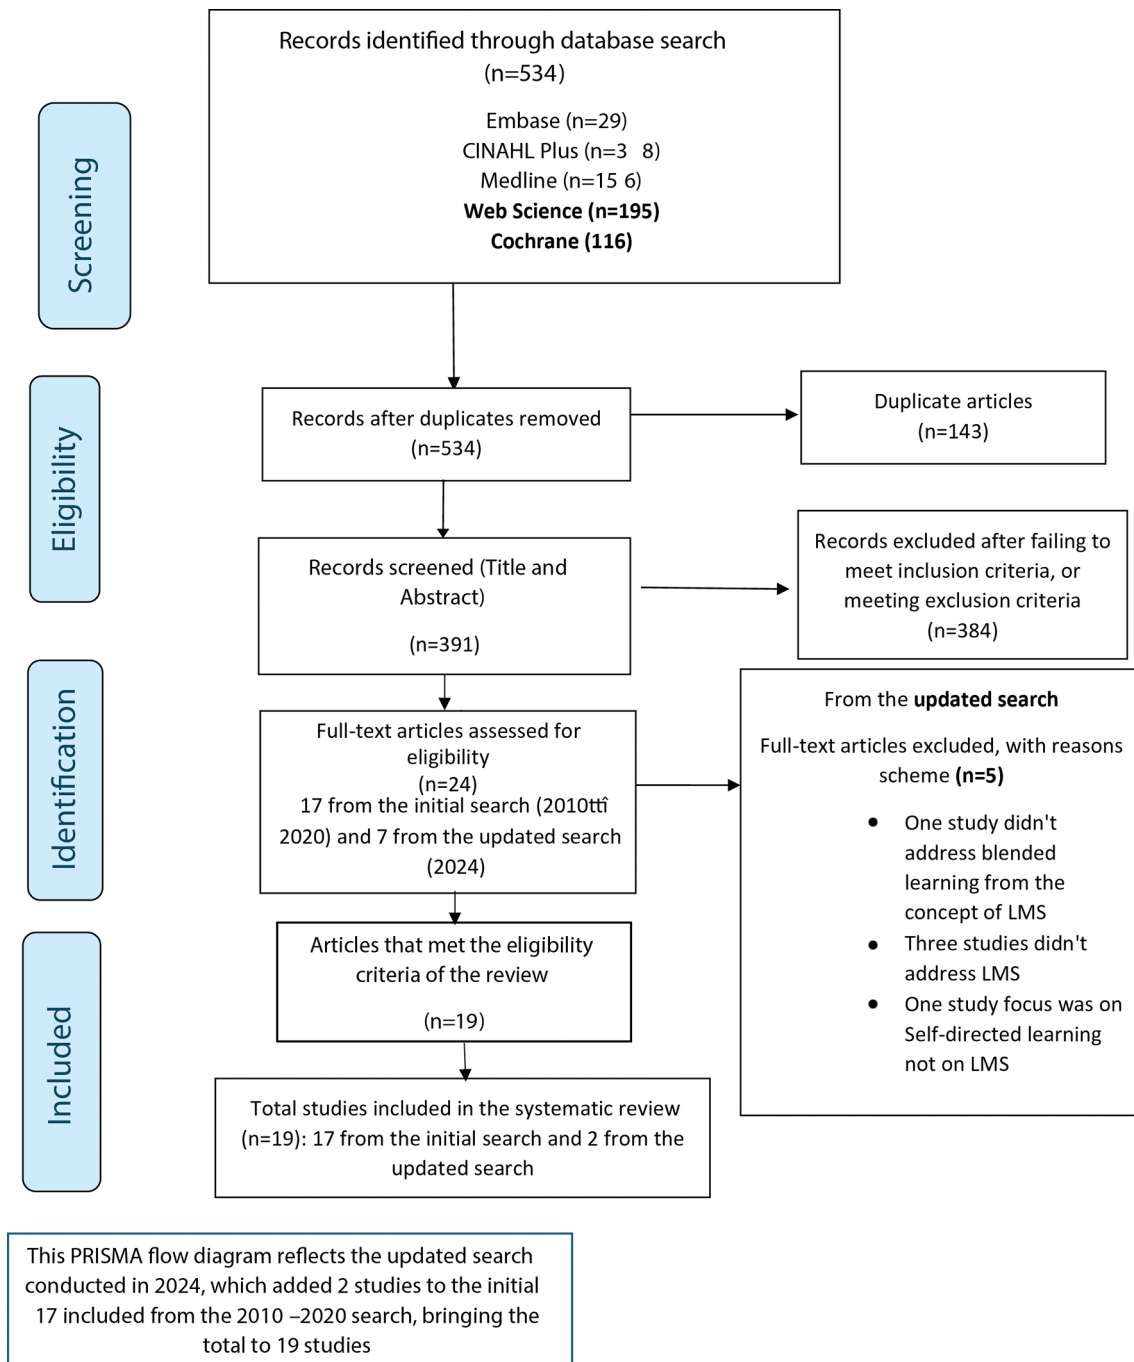 Records identified through database search
(n=534)
Embase (n=29)
CINAHL Plus (n=3 8)
Medline (n=15 6)
Web Science (n=195)
Cochrane (116)
Screening
Records after duplicates removed
(n=534)
Duplicate articles
(n=143)
Eligibility
Records screened (Title and
Abstract)
(n=391)
Records excluded after failing to
meet inclusion criteria, or
meeting exclusion criteria
(n=384)
Identification
Full-text articles assessed for
eligibility
(n=24)
17 from the initial search (2010ttî
2020) and 7 from the updated search
(2024)
From the updated search
Full-text articles excluded, with reasons
scheme (n=5)
● One study didn't
address blended
learning from the
concept of LMS
● Three studies didn't
address LMS
● One study focus was on
Self-directed learning
not on LMS
Included
Articles that met the eligibility
criteria of the review
(n=19)
Total studies included in the systematic review
(n=19): 17 from the initial search and 2 from the
updated search
This PRISMA flow diagram reflects the updated search
conducted in 2024, which added 2 studies to the initial
17 included from the 2010 –2020 search, bringing the
total to 19 studies